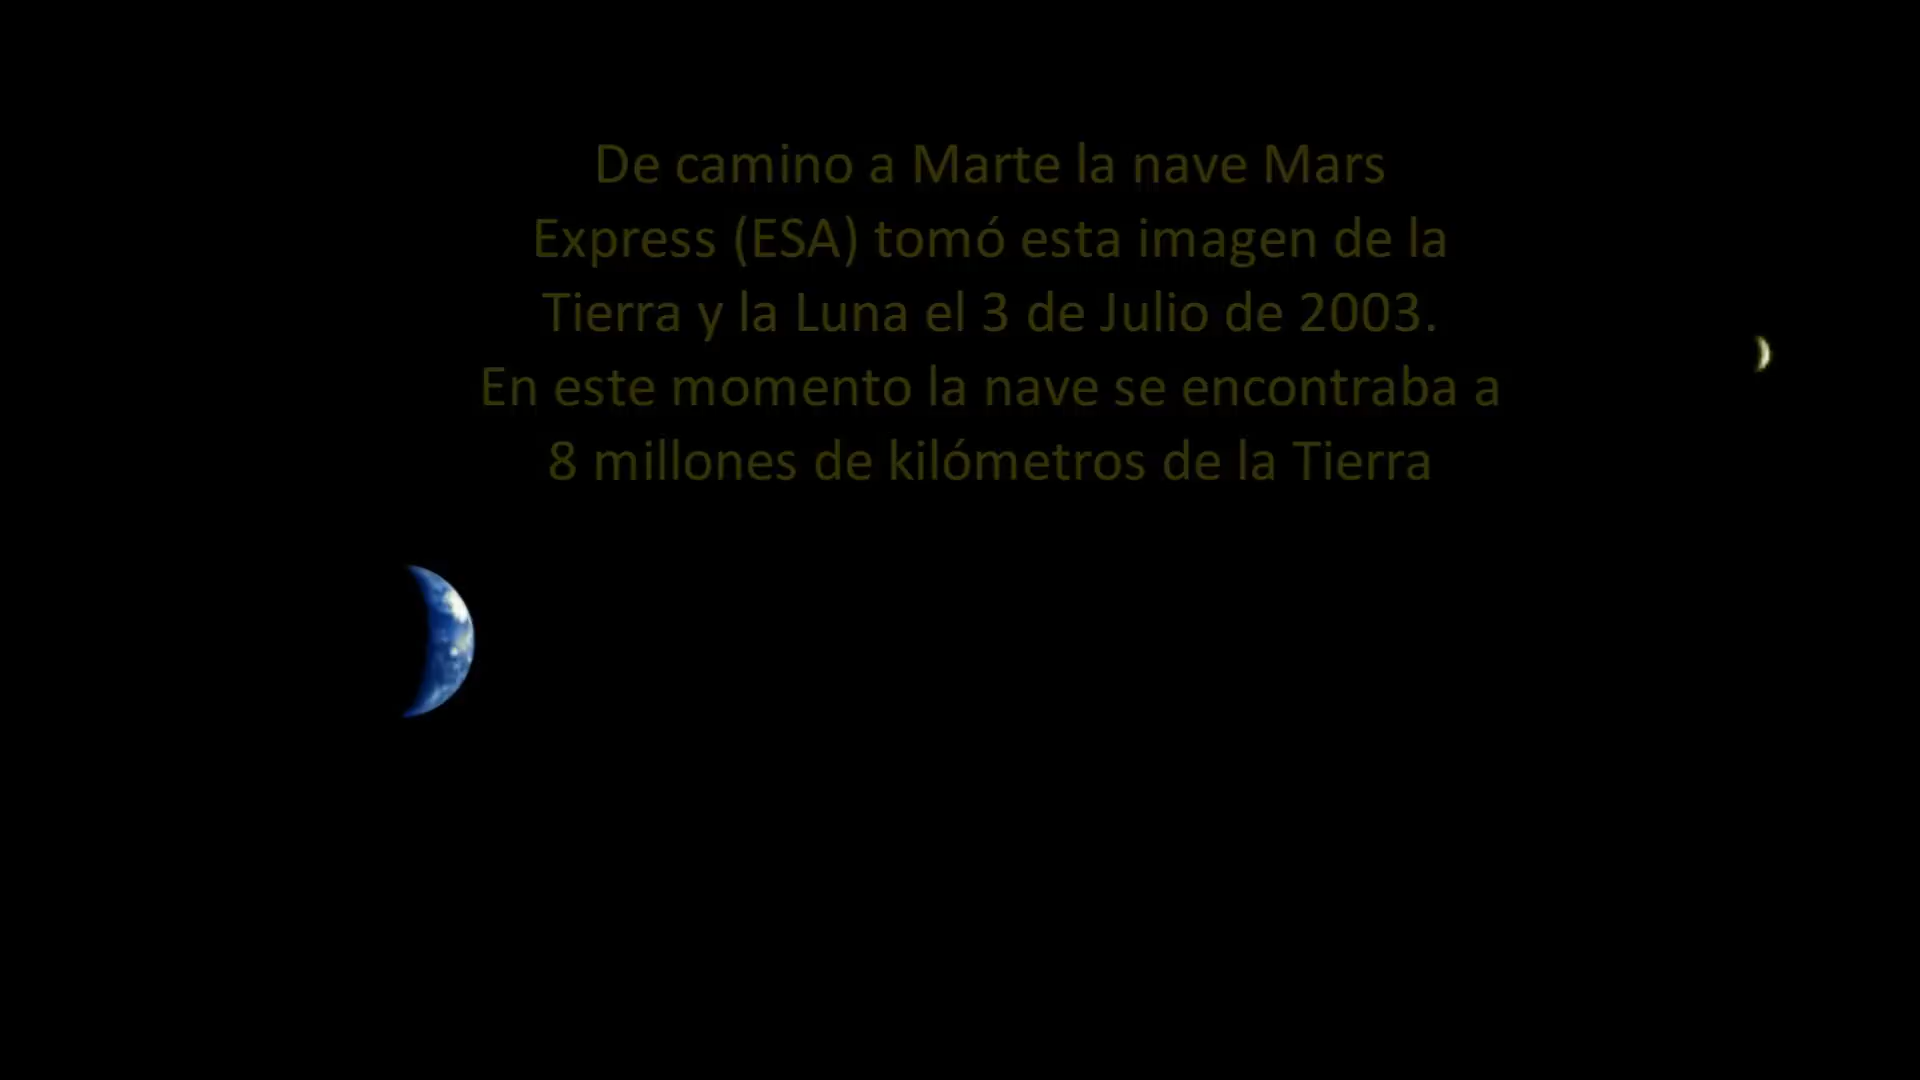 De camino a Marte la nave Mars
Express (ESA) tomó esta imagen de la
Tierra y la Luna el 3 de Julio de 2003.
En este momento la nave se encontraba a
8 millones de kilómetros de la Tierra